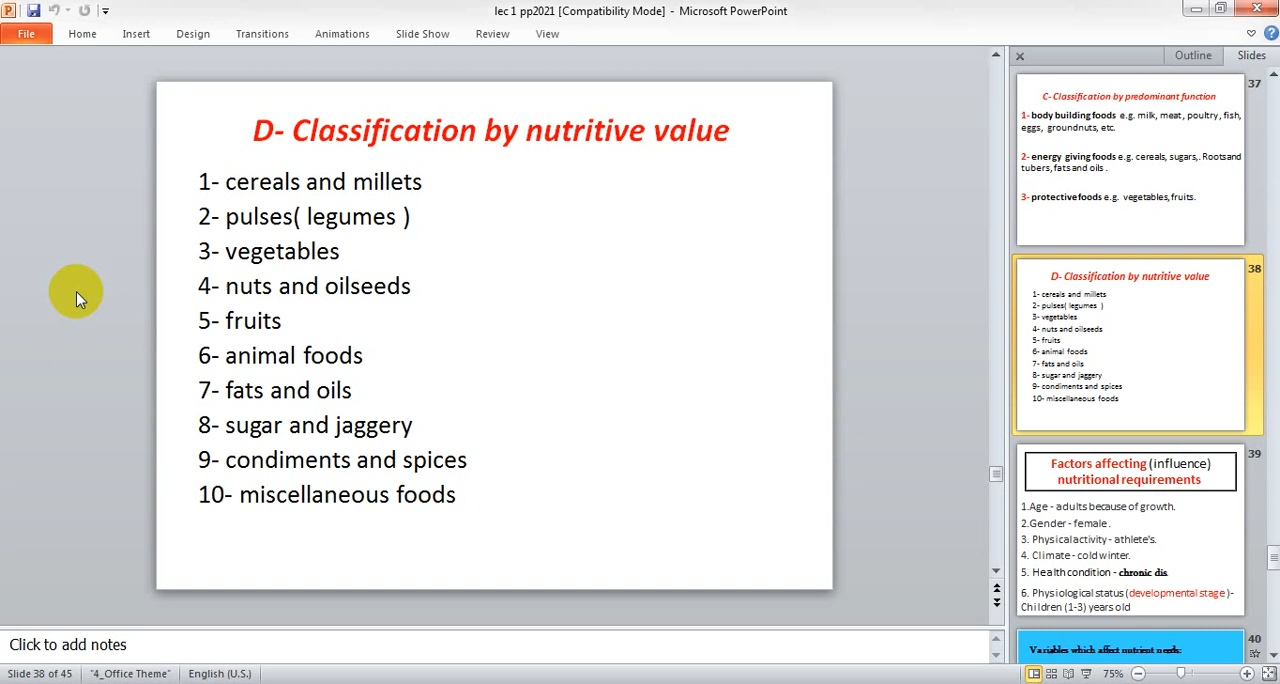 lec 1 pp2021 [Compatibility Mode] - Microsoft PowerPoint
File Home Insert Design Transitions Animations Slide Show Review View
D- Classification by nutritive value
1- cereals and millets
2- pulses( legumes )
3- vegetables
4- nuts and oilseeds
5- fruits
6- animal foods
7- fats and oils
8- sugar and jaggery
9- condiments and spices
10- miscellaneous foods
Outline Slides
37
C- Classification by predominant function
1- body building foods e.g. milk, meat, poultry, fish,
eggs, groundnuts, etc.
2- energy giving foods e.g. cereals, sugars,. Roots and
tubers, fats and oils .
3- protective foods e.g. vegetables, fruits.
38
D- Classification by nutritive value
1- cereals and millets
2- pulses( legumes )
3- vegetables
4- nuts and oilseeds
5- fruits
6- animal foods
7- fats and oils
8- sugar and jaggery
9- condiments and spices
10- miscellaneous foods
39
Factors affecting (influence)
nutritional requirements
1.Age - adults because of growth.
2.Gender - female.
3. Physical activity - athlete's.
4. Climate - cold winter.
5. Health condition - chronic dis.
6. Physiological status (developmental stage )-
Children (1-3) years old
40
Variables which affect nutrient needs:
Click to add notes
Slide 38 of 45 "4_Office Theme" English (U.S.) 75%